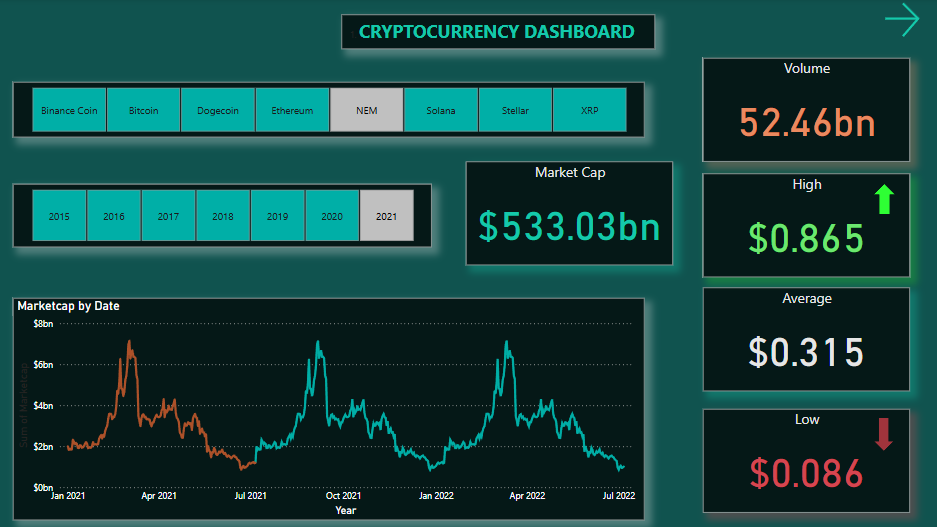 CRYPTOCURRENCY DASHBOARD
Binance Coin Bitcoin Dogecoin Ethereum NEM Solana Stellar XRP
2015 2016 2017 2018 2019 2020 2021
Market Cap
$533.03bn
Volume
52.46bn
High
$0.865
Average
$0.315
Low
$0.086
Marketcap by Date
$8bn
$6bn
$4bn
$2bn
$0bn
Sum of Marketcap
Jan 2021 Apr 2021 Jul 2021 Oct 2021 Jan 2022 Apr 2022 Jul 2022
Year